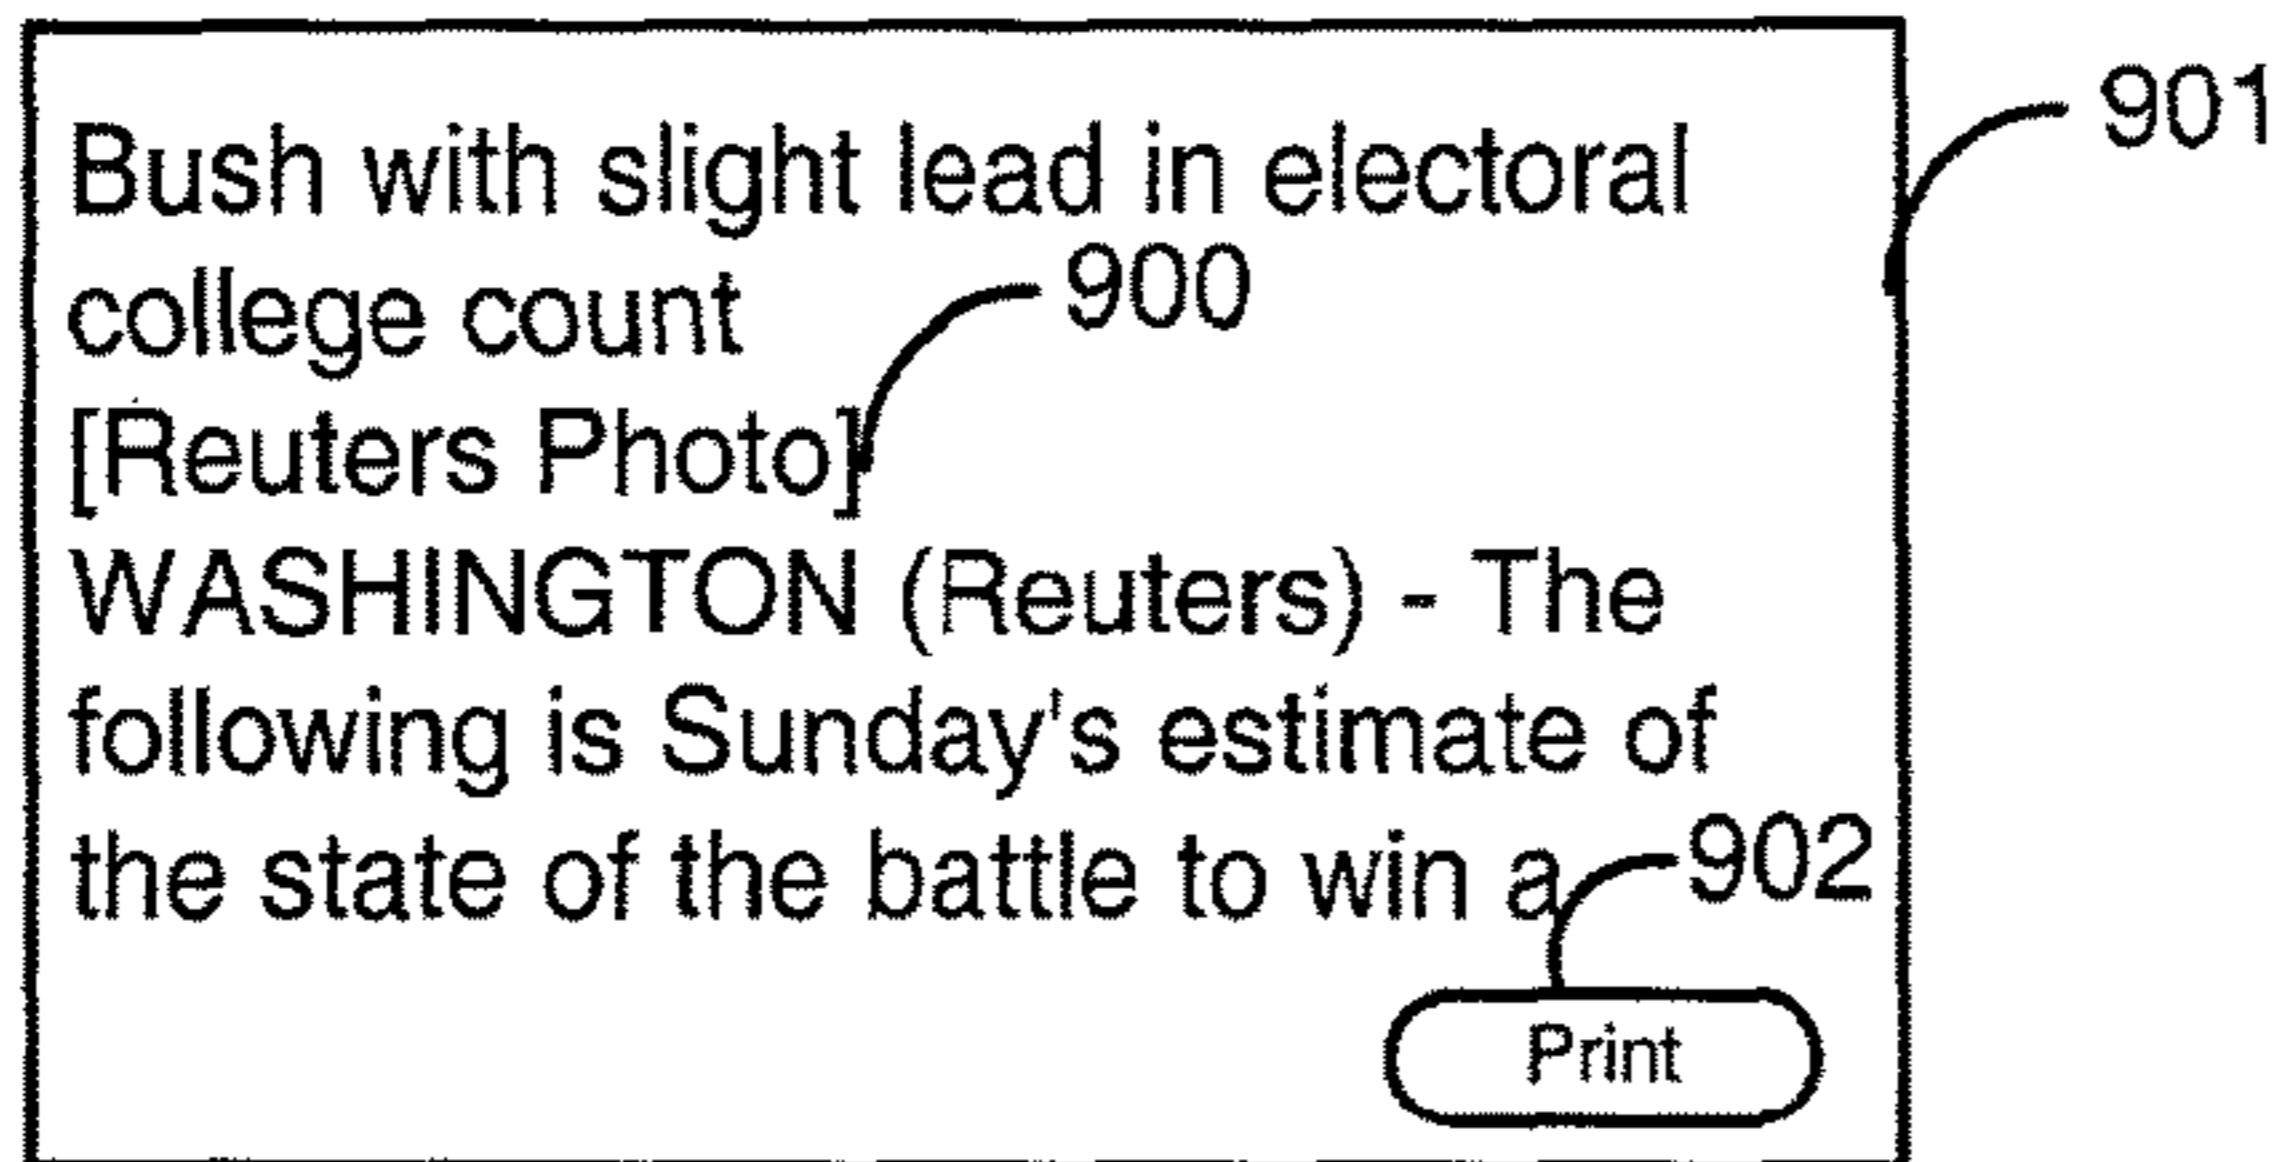 901
Bush with slight lead in electoral
900
college count
[Reuters Photo]
WASHINGTON (Reuters) - The
following is Sunday's estimate of
the state of the battle to win a
902
Print